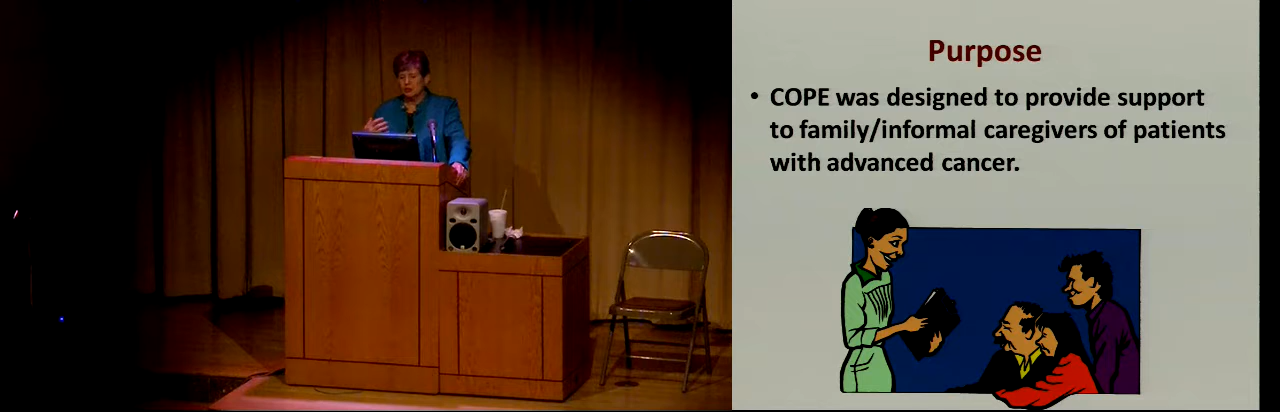 Purpose
• COPE was designed to provide support
to family/informal caregivers of patients
with advanced cancer.